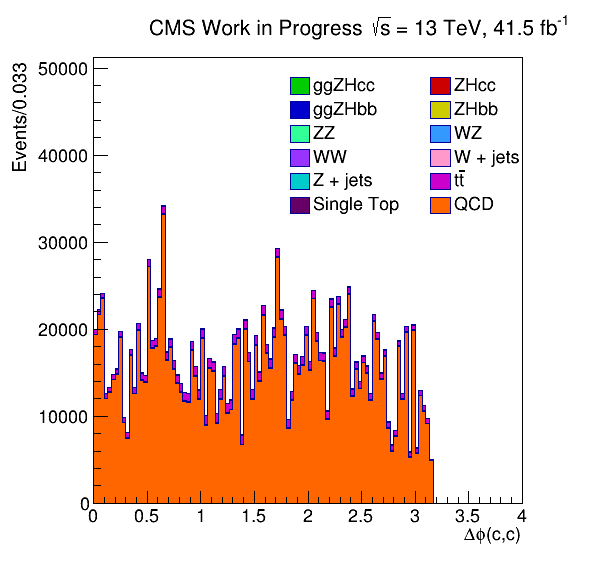 CMS Work in Progress √s = 13 TeV, 41.5 fb⁻¹
Events/0.033
50000
40000
30000
20000
10000
0
ggZHcc ZHcc
ggZHbb ZHbb
ZZ WZ
WW W + jets
Z + jets tt̄
Single Top QCD
0 0.5 1 1.5 2 2.5 3 3.5 4
Δϕ(c,c)